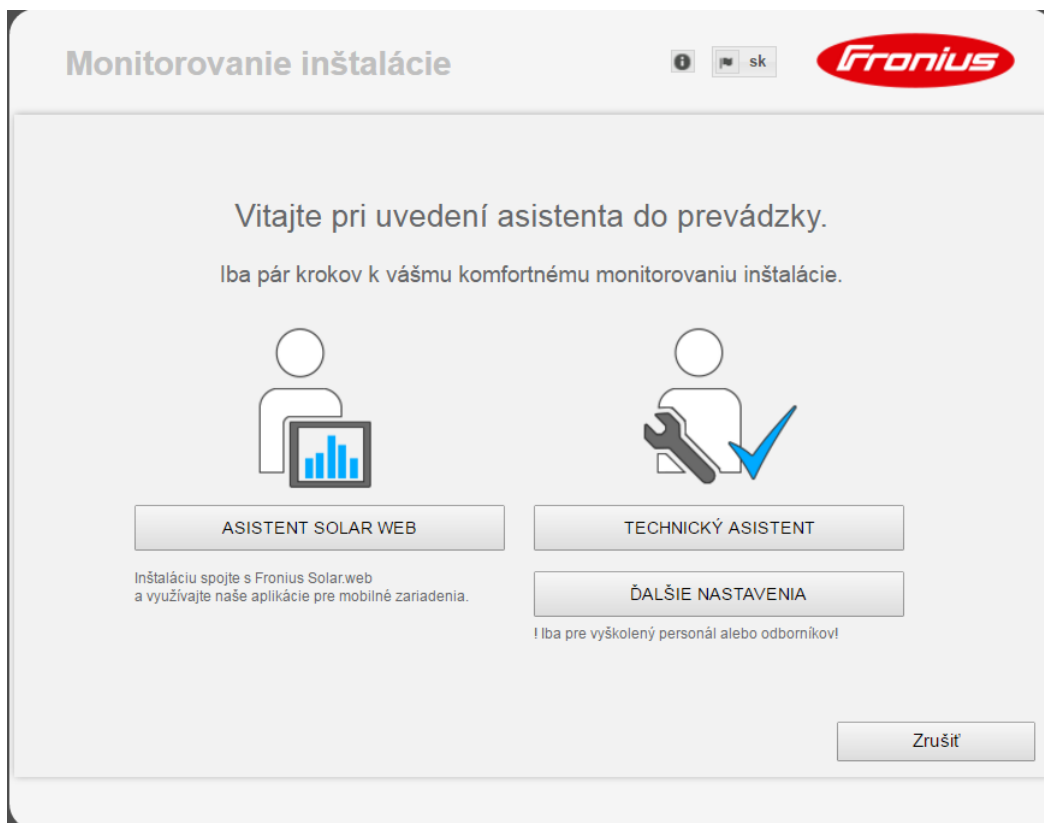 Monitorovanie inštalácie
sk
Fronius
Vitajte pri uvedení asistenta do prevádzky.
Iba pár krokov k vášmu komfortnému monitorovaniu inštalácie.
ASISTENT SOLAR WEB
Inštaláciu spojte s Fronius Solar.web
a využívajte naše aplikácie pre mobilné zariadenia.
TECHNICKÝ ASISTENT
ĎALŠIE NASTAVENIA
! Iba pre vyškolený personál alebo odborníkov!
Zrušiť